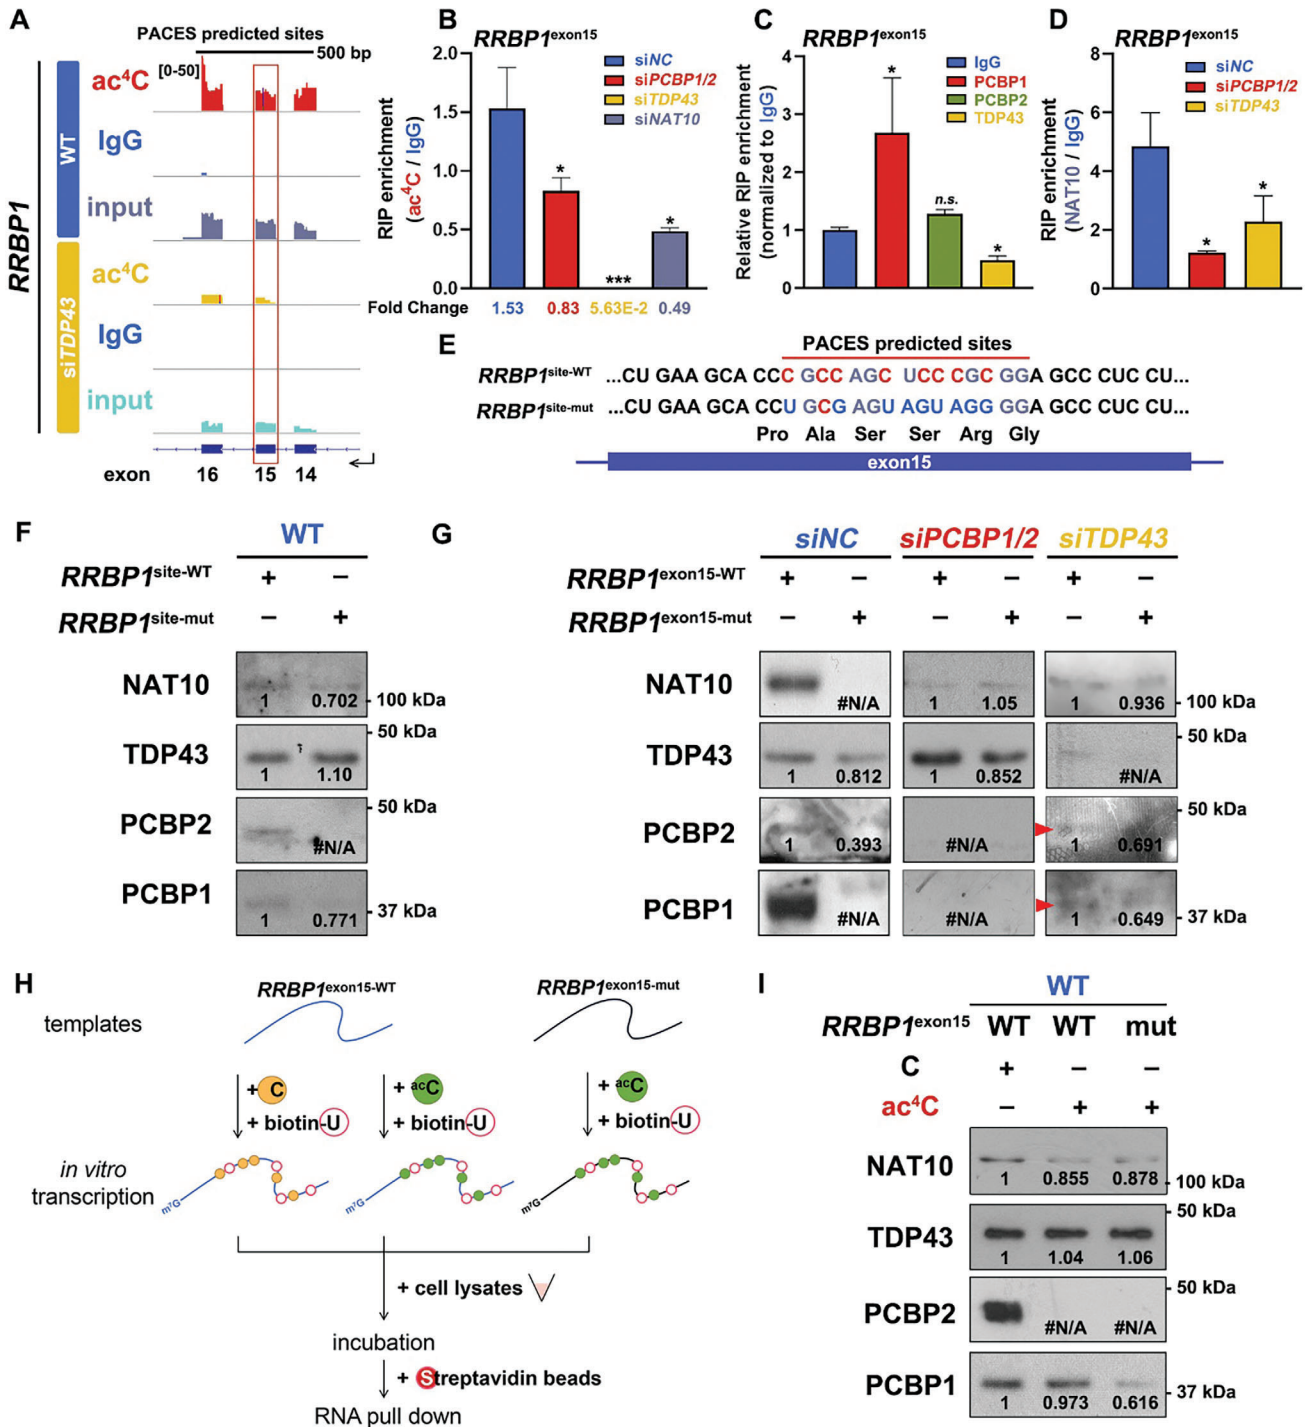 A
PACES predicted sites
500 bp
[0-50]
RRBP1
WT
ac⁴C
IgG
input
siTDP43
ac⁴C
IgG
input
exon 16 15 14
B
RRBP1exon15
RIP enrichment
(ac⁴C / IgG)
2.0
1.5
1.0
0.5
0.0
siNC
siPCBP1/2
siTDP43
siNAT10
*
***
*
Fold Change 1.53 0.83 5.63E-2 0.49
C
RRBP1exon15
Relative RIP enrichment
(normalized to IgG)
4
3
2
1
0
IgG
PCBP1
PCBP2
TDP43
*
n.s.
*
D
RRBP1exon15
RIP enrichment
(NAT10 / IgG)
8
6
4
2
0
siNC
siPCBP1/2
siTDP43
*
*
E
PACES predicted sites
RRBP1site-WT ...CU GAA GCA CCC GCC AGC UCC CGC GGA GCC CUC CU...
RRBP1site-mut ...CU GAA GCA CCU GCG AGU AGU AGG GGA GCC CUC CU...
Pro Ala Ser Ser Arg Gly
exon15
F
WT
RRBP1site-WT + –
RRBP1site-mut – +
NAT10 1 0.702 100 kDa
50 kDa
TDP43 1 1.10
50 kDa
PCBP2 #N/A
PCBP1 1 0.771 37 kDa
G
siNC siPCBP1/2 siTDP43
RRBP1exon15-WT + – + – + –
RRBP1exon15-mut – + – + – +
NAT10 #N/A 1 1.05 1 0.936 100 kDa
50 kDa
TDP43 1 0.812 1 0.852 #N/A
50 kDa
PCBP2 1 0.393 #N/A 1 0.691
PCBP1 #N/A #N/A 1 0.649 37 kDa
H
RRBP1exon15-WT RRBP1exon15-mut
templates
+ C + acC + acC
+ biotin-U + biotin-U + biotin-U
in vitro
transcription
m⁷G m⁷G m⁷G
+ cell lysates
incubation
+ Streptavidin beads
RNA pull down
I
WT
RRBP1exon15 WT WT mut
C + – –
ac⁴C – + +
NAT10 1 0.855 0.878 100 kDa
50 kDa
TDP43 1 1.04 1.06
50 kDa
PCBP2 #N/A #N/A
PCBP1 1 0.973 0.616 37 kDa